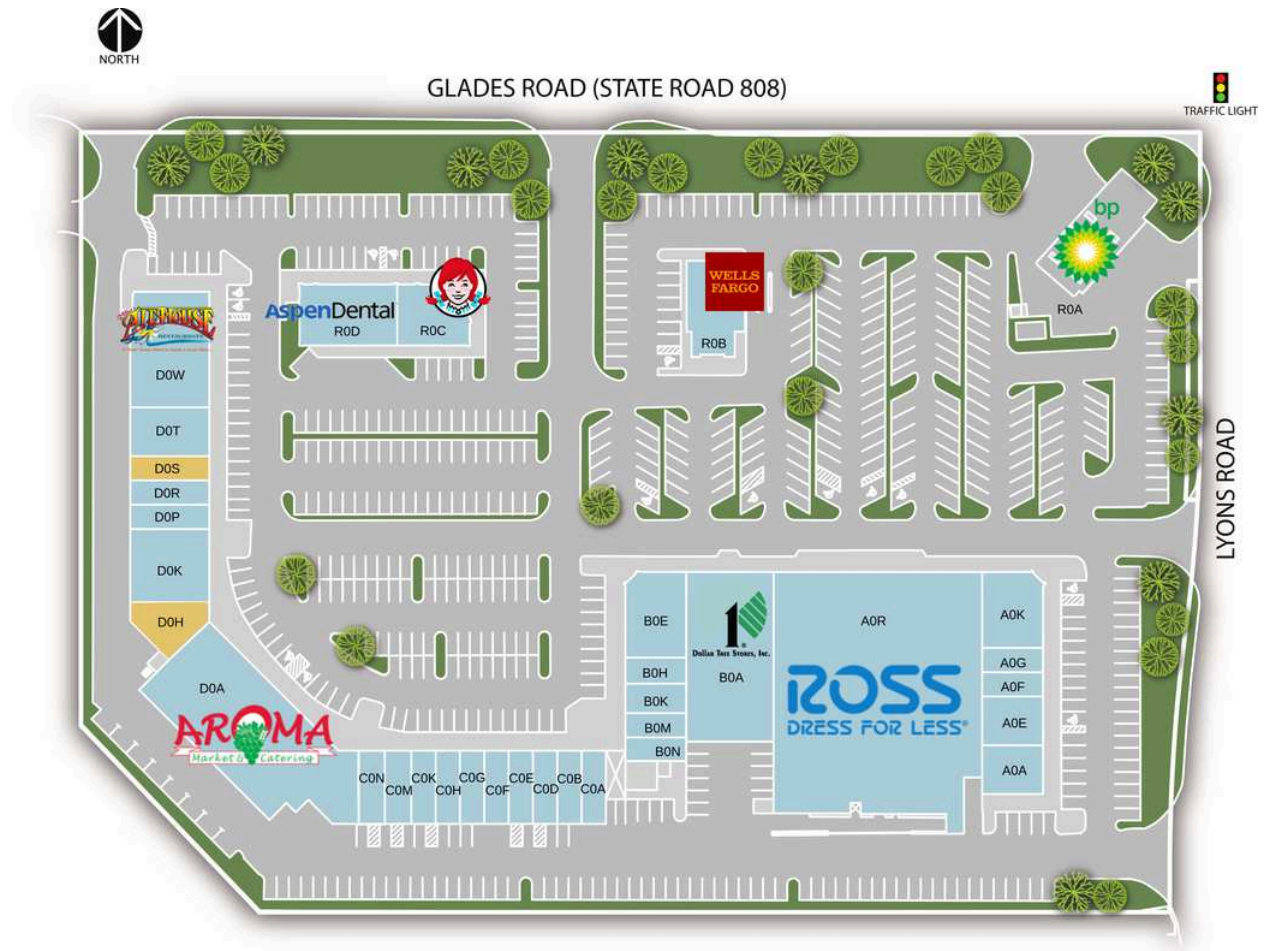 NORTH
GLADES ROAD (STATE ROAD 808)
TRAFFIC LIGHT
bp
WELLS
FARGO
R0A
ALEHOUSE
RESTAURANTS
AspenDental
R0D
R0C
R0B
D0W
D0T
D0S
D0R
D0P
D0K
D0H
D0A
AROMA
Market & Catering
LYONS ROAD
B0E
1
Dollar Tree Stores, Inc.
B0A
B0H
B0K
B0M
B0N
A0R
ROSS
DRESS FOR LESS®
A0K
A0G
A0F
A0E
A0A
C0N
C0M
C0K
C0H
C0G
C0F
C0E
C0D
C0B
C0A